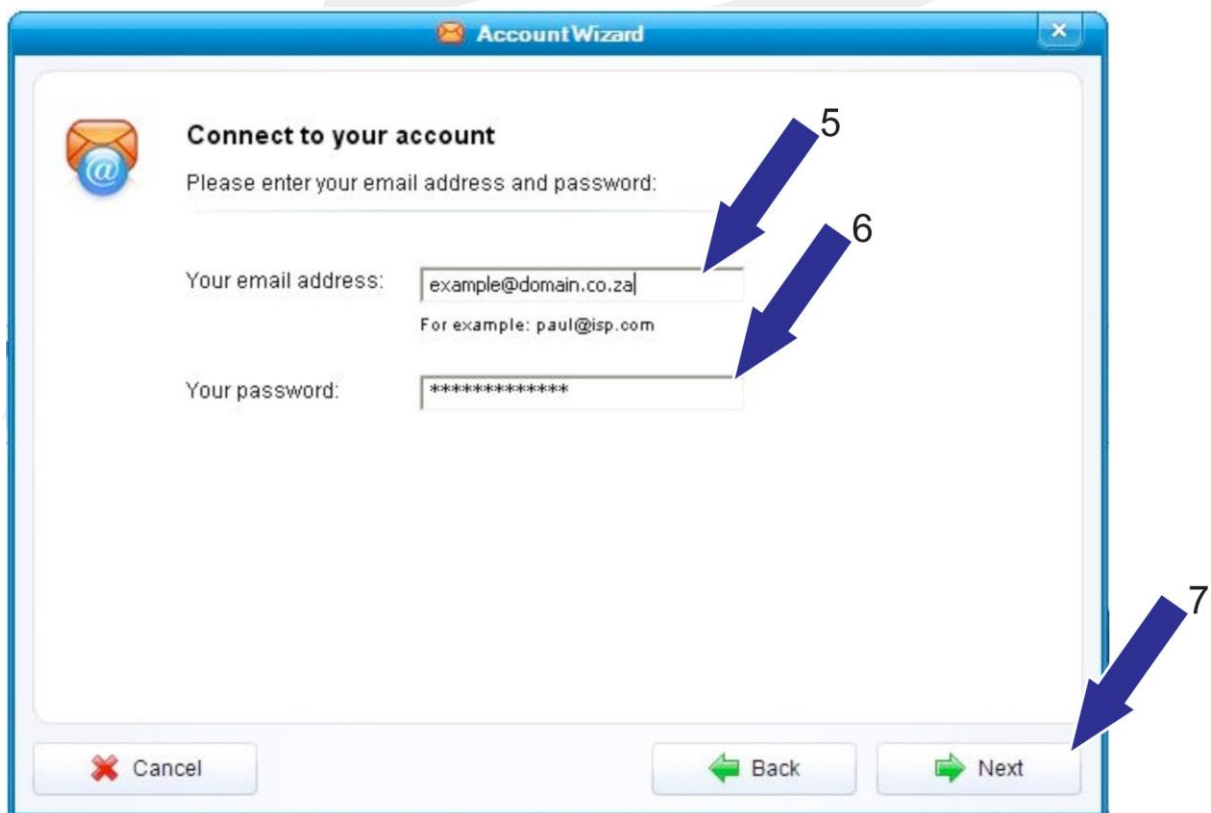 Account Wizard
Connect to your account
5
Please enter your email address and password:
6
Your email address: example@domain.co.za
For example: paul@isp.com
Your password: *************
7
Cancel Back Next